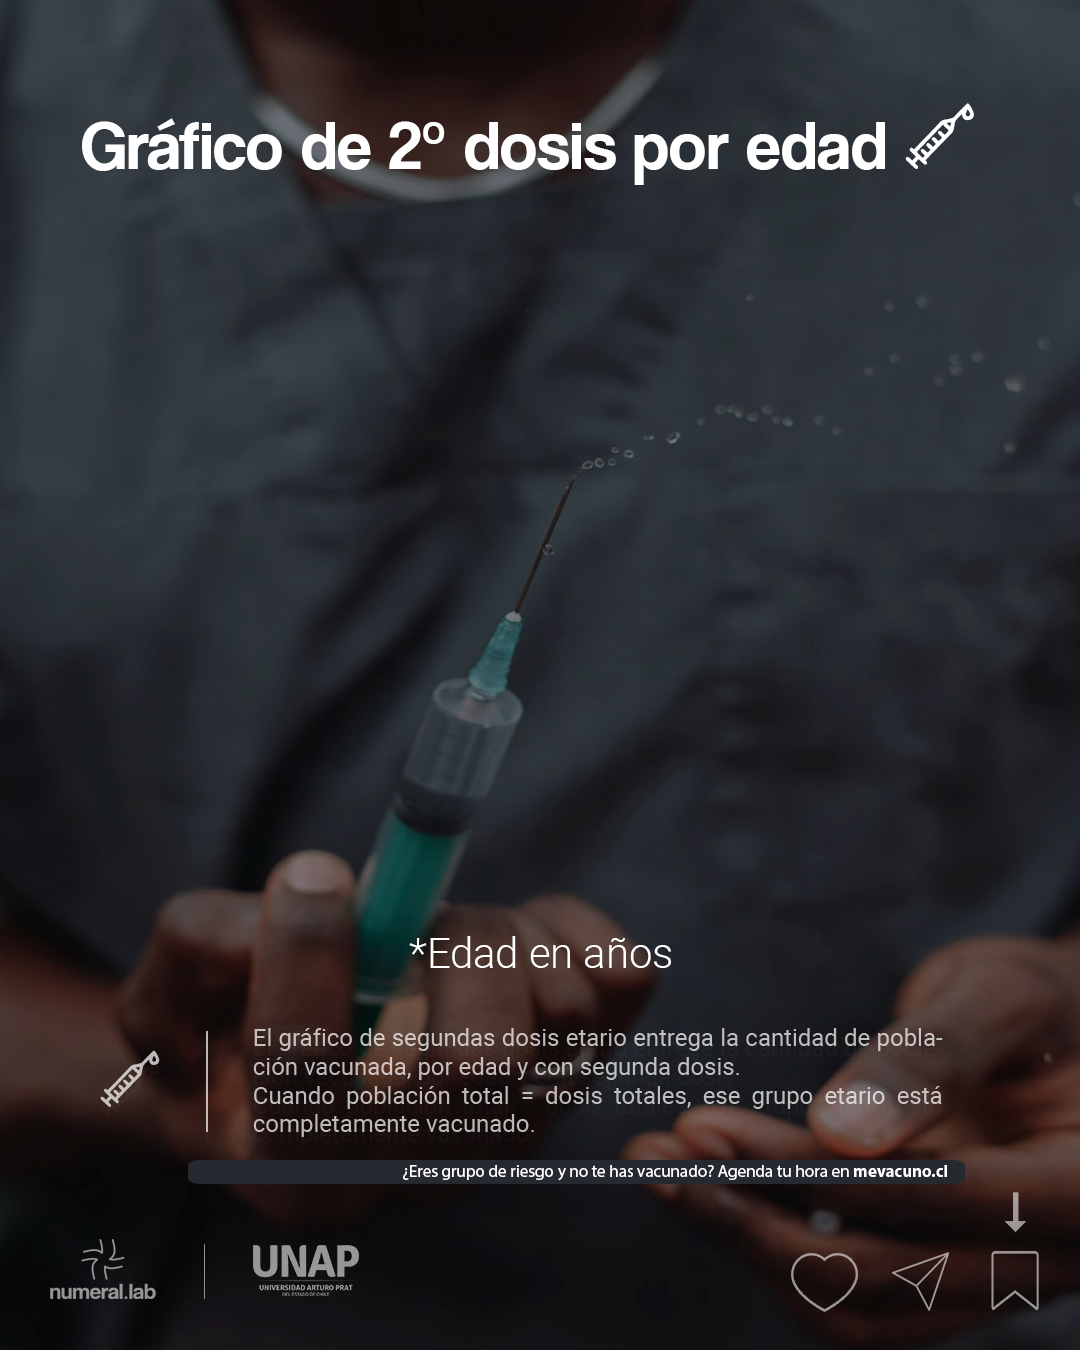 Gráfico de 2º dosis por edad
*Edad en años
El gráfico de segundas dosis etario entrega la cantidad de pobla-
ción vacunada, por edad y con segunda dosis.
Cuando población total = dosis totales, ese grupo etario está
completamente vacunado.
¿Eres grupo de riesgo y no te has vacunado? Agenda tu hora en mevacuno.cl
numeral.lab
UNAP
UNIVERSIDAD ARTURO PRAT
DEL ESTADO DE CHILE